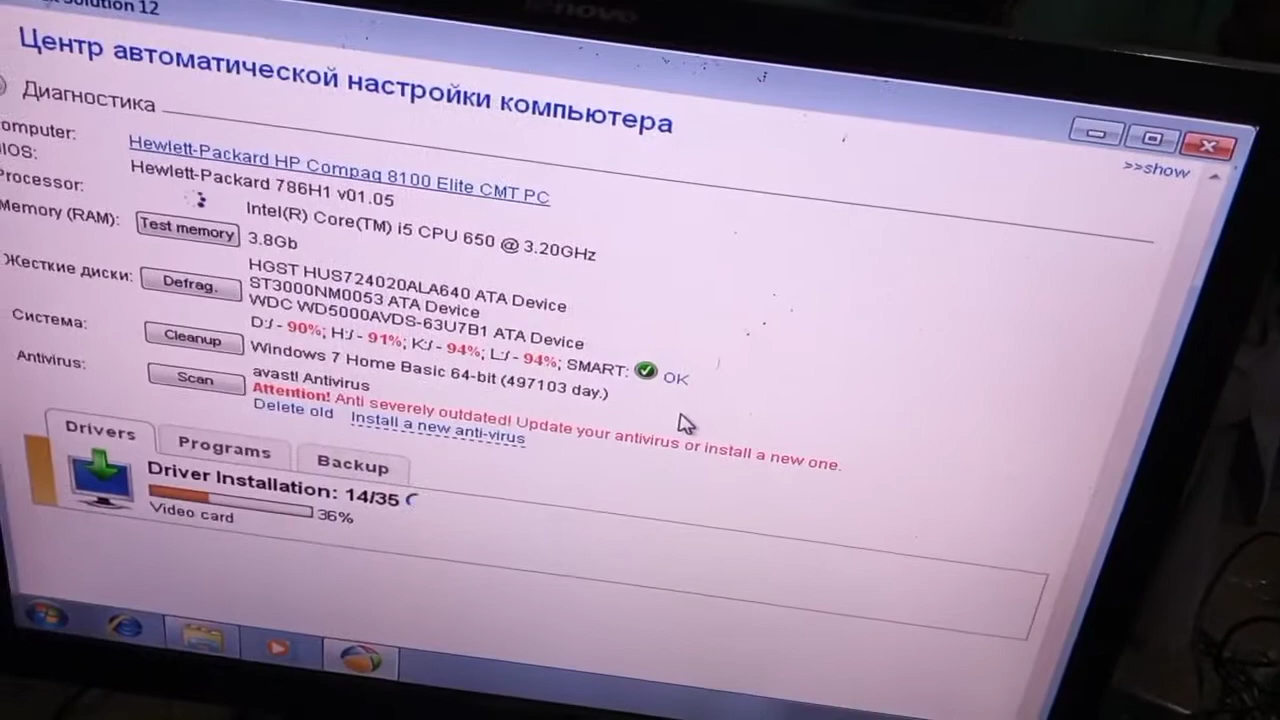 lenovo
Solution 12
Центр автоматической настройки компьютера
>>show
Диагностика
omputer: Hewlett-Packard HP Compaq 8100 Elite CMT PC
IOS: Hewlett-Packard 786H1 v01.05
Processor: Intel(R) Core(TM) i5 CPU 650 @ 3.20GHz
Memory (RAM): Test memory 3.8Gb
Жесткие диски: Defrag. HGST HUS724020ALA640 ATA Device
ST3000NM0053 ATA Device
WDC WD5000AVDS-63U7B1 ATA Device
D:/ - 90%; H:/ - 91%; K:/ - 94%; L:/ - 94%; SMART: OK
Система: Cleanup Windows 7 Home Basic 64-bit (497103 day.)
Antivirus: Scan avast! Antivirus
Attention! Anti severely outdated! Update your antivirus or install a new one.
Delete old Install a new anti-virus
Drivers Programs Backup
Driver Installation: 14/35
36%
Video card